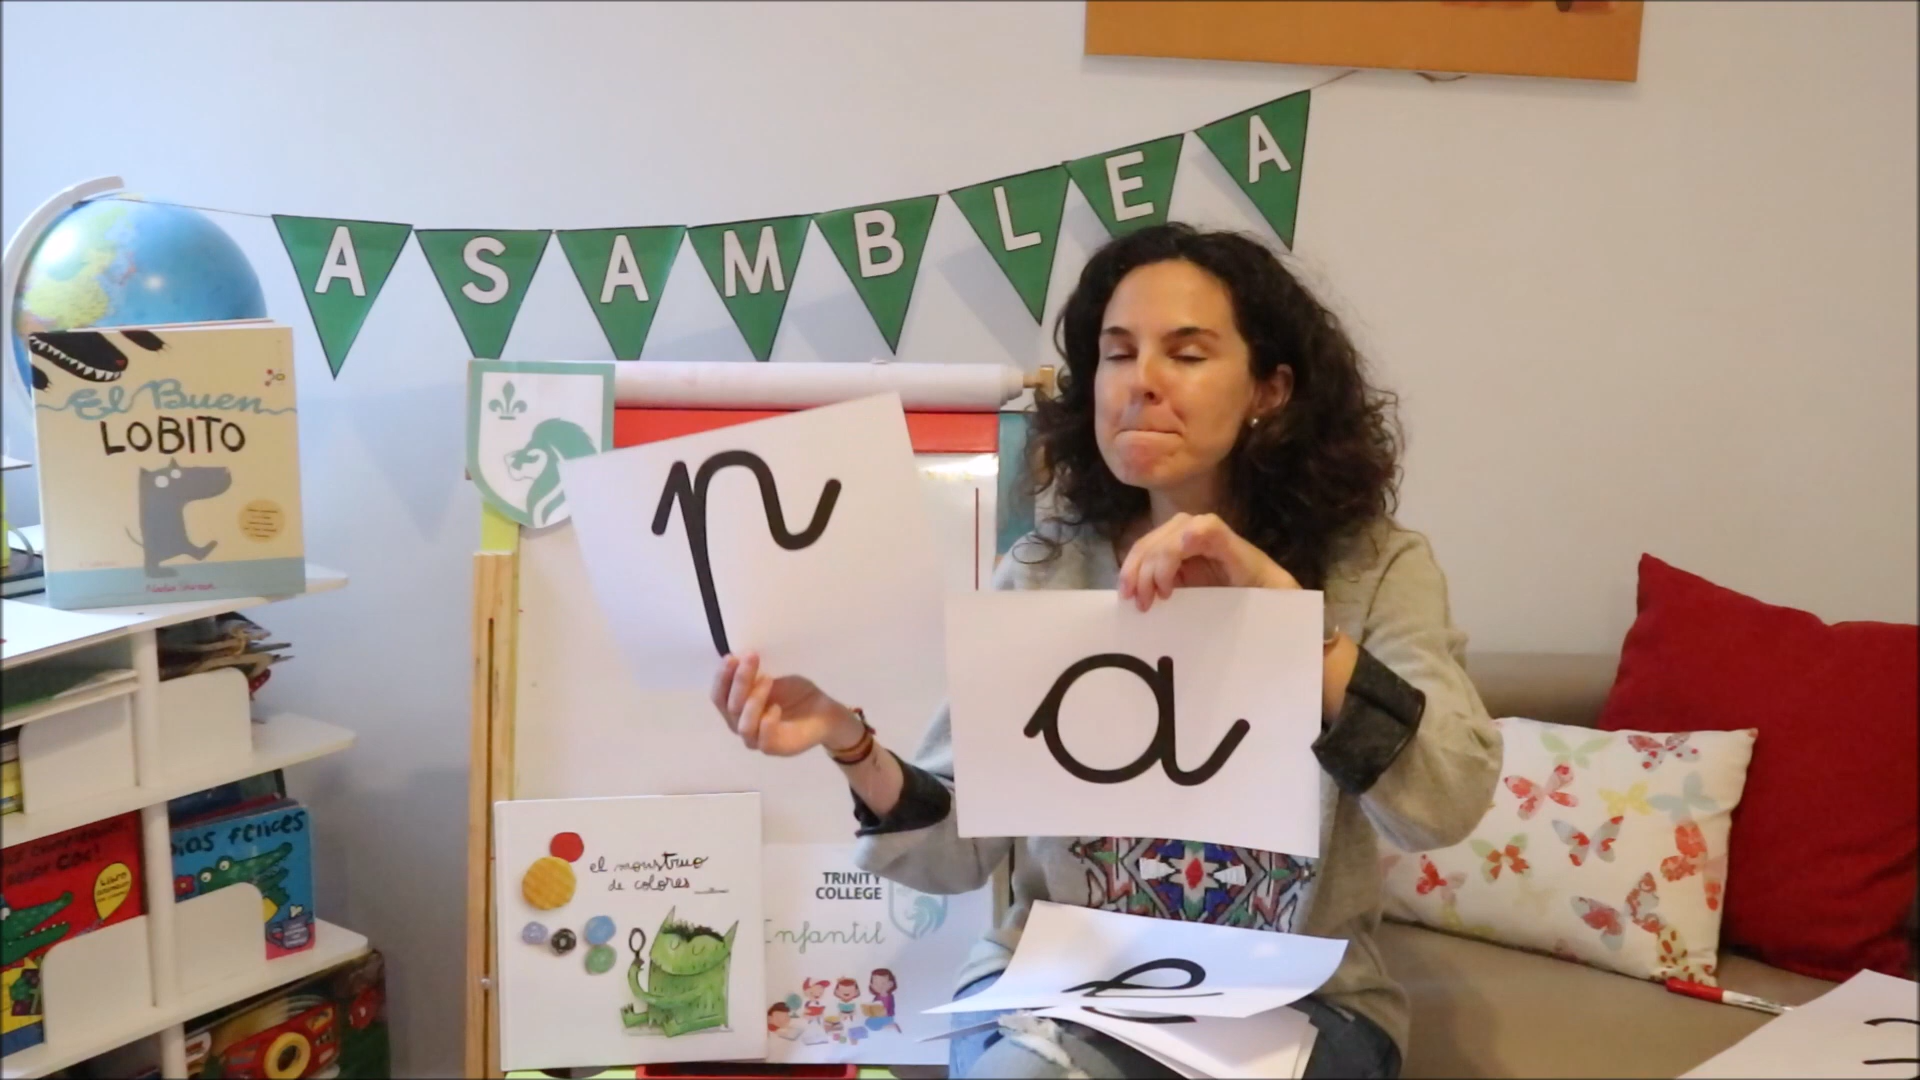 ASAMBLEA
El Buen
LOBITO
p
a
e
el monstruo
de colores
TRINITY
COLLEGE
Infantil
días felices